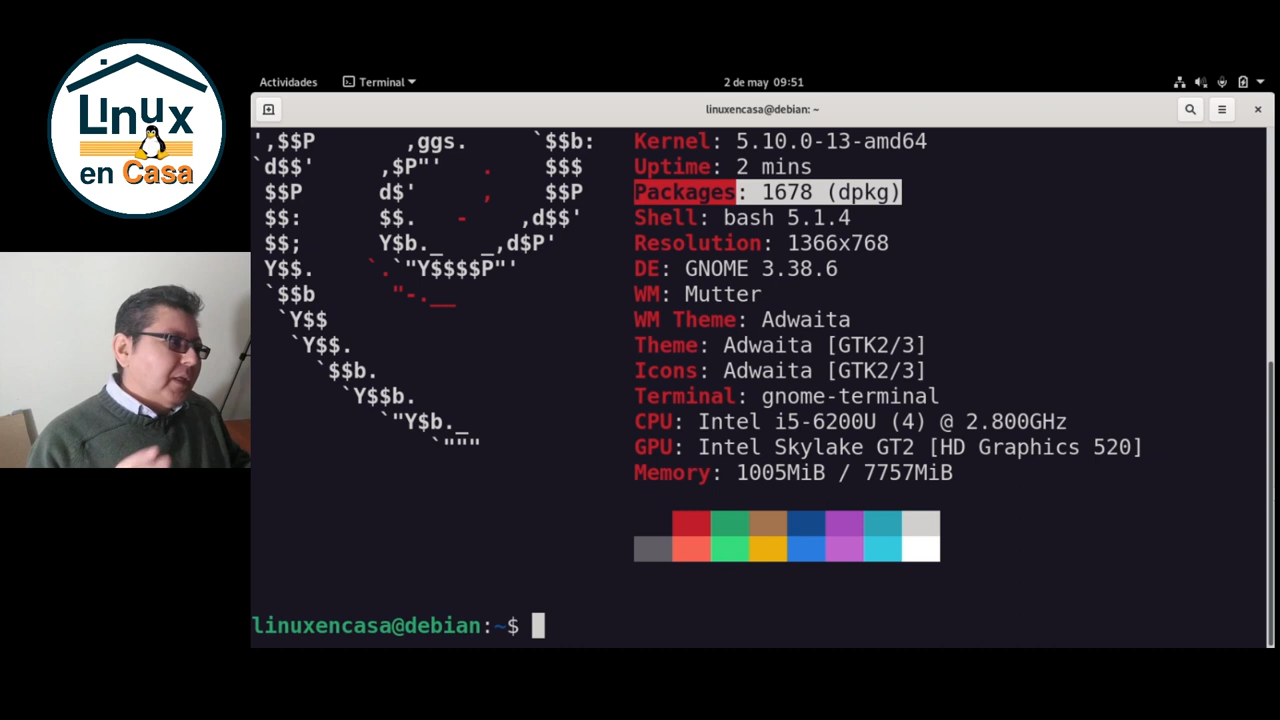 Linux
en Casa
Actividades
Terminal
2 de may 09:51
linuxencasa@debian: ~
',$$P ,ggs. `$$b: Kernel: 5.10.0-13-amd64
`d$$' ,$P"' . $$$ Uptime: 2 mins
$$P d$' , $$P Packages: 1678 (dpkg)
$$: $$. - ,d$$' Shell: bash 5.1.4
$$; Y$b._ _,d$P' Resolution: 1366x768
Y$$. `.`"Y$$$$P"' DE: GNOME 3.38.6
`$$b "-.__ WM: Mutter
`Y$$ WM Theme: Adwaita
`Y$$. Theme: Adwaita [GTK2/3]
`$$b. Icons: Adwaita [GTK2/3]
`Y$$b. Terminal: gnome-terminal
`"Y$b._ CPU: Intel i5-6200U (4) @ 2.800GHz
`""" GPU: Intel Skylake GT2 [HD Graphics 520]
Memory: 1005MiB / 7757MiB
linuxencasa@debian:~$